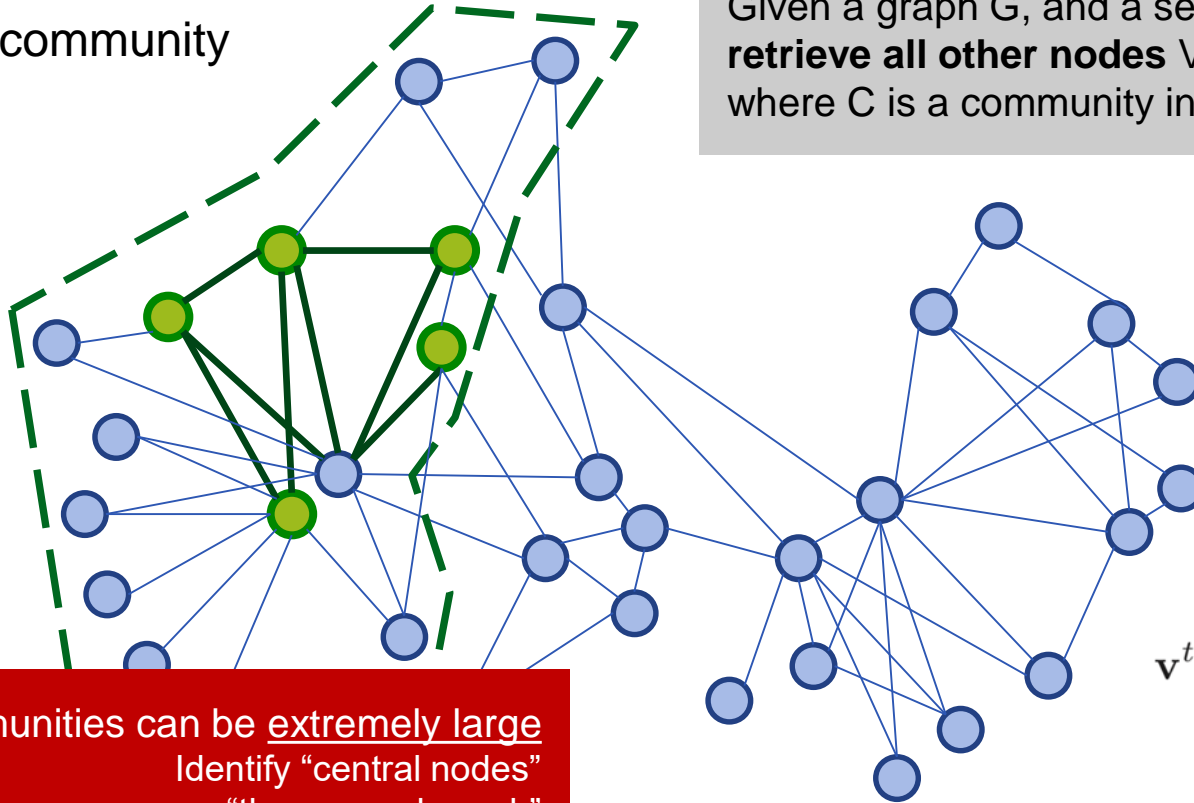 community
Given a graph G, and a se
retrieve all other nodes V
where C is a community in
v^t
munities can be extremely large
Identify “central nodes”